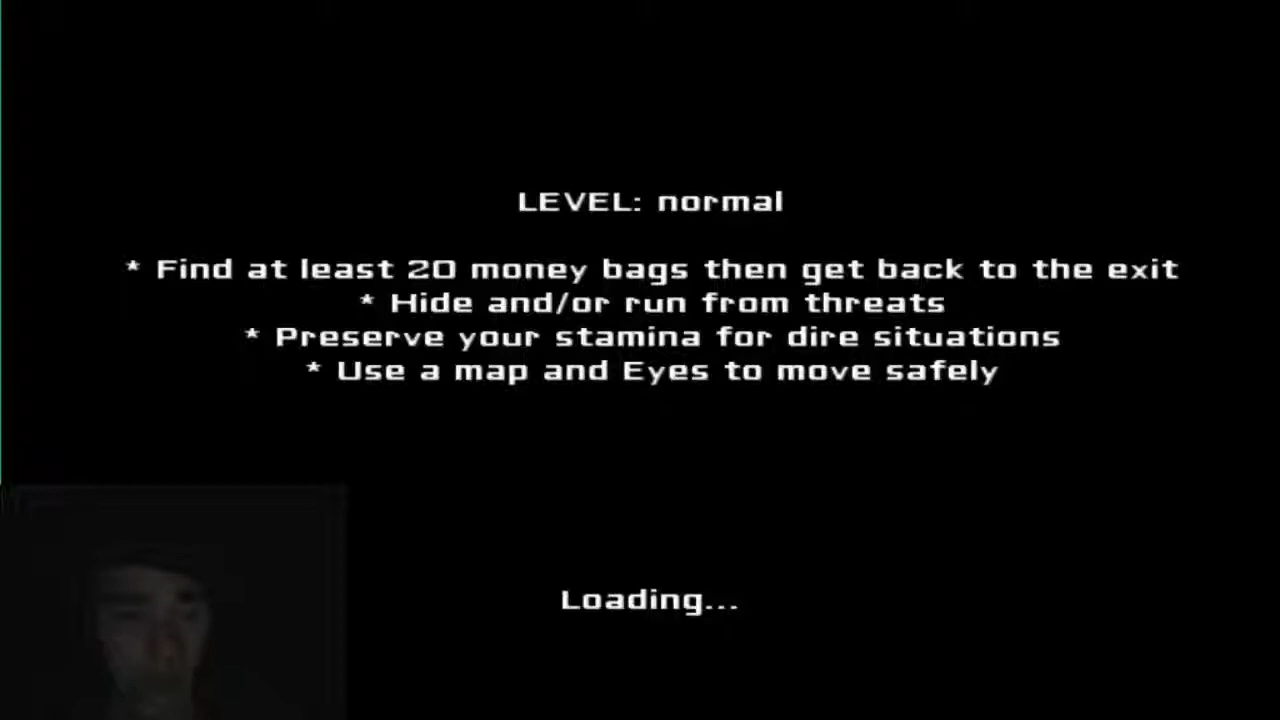 LEVEL: normal
* Find at least 20 money bags then get back to the exit
* Hide and/or run from threats
* Preserve your stamina for dire situations
* Use a map and Eyes to move safely
Loading...